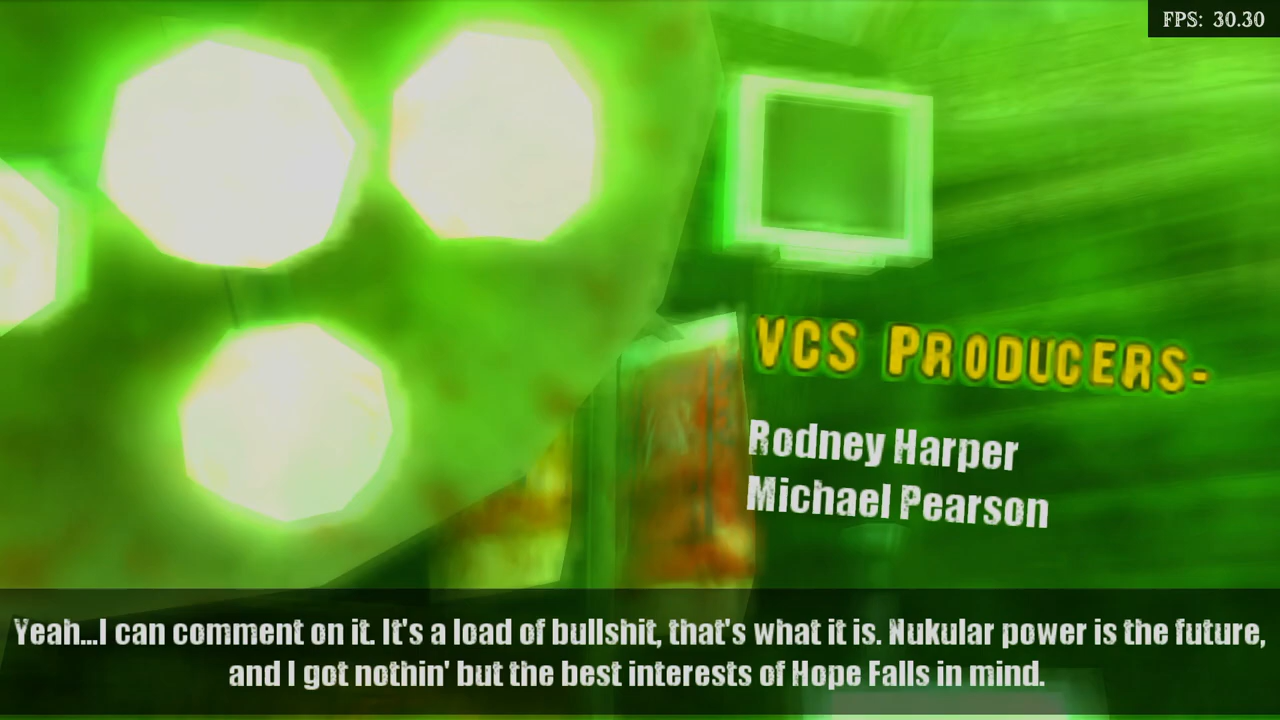 FPS: 30.30
VCS PRODUCERS-
Rodney Harper
Michael Pearson
Yeah...I can comment on it. It's a load of bullshit, that's what it is. Nukular power is the future,
and I got nothin' but the best interests of Hope Falls in mind.